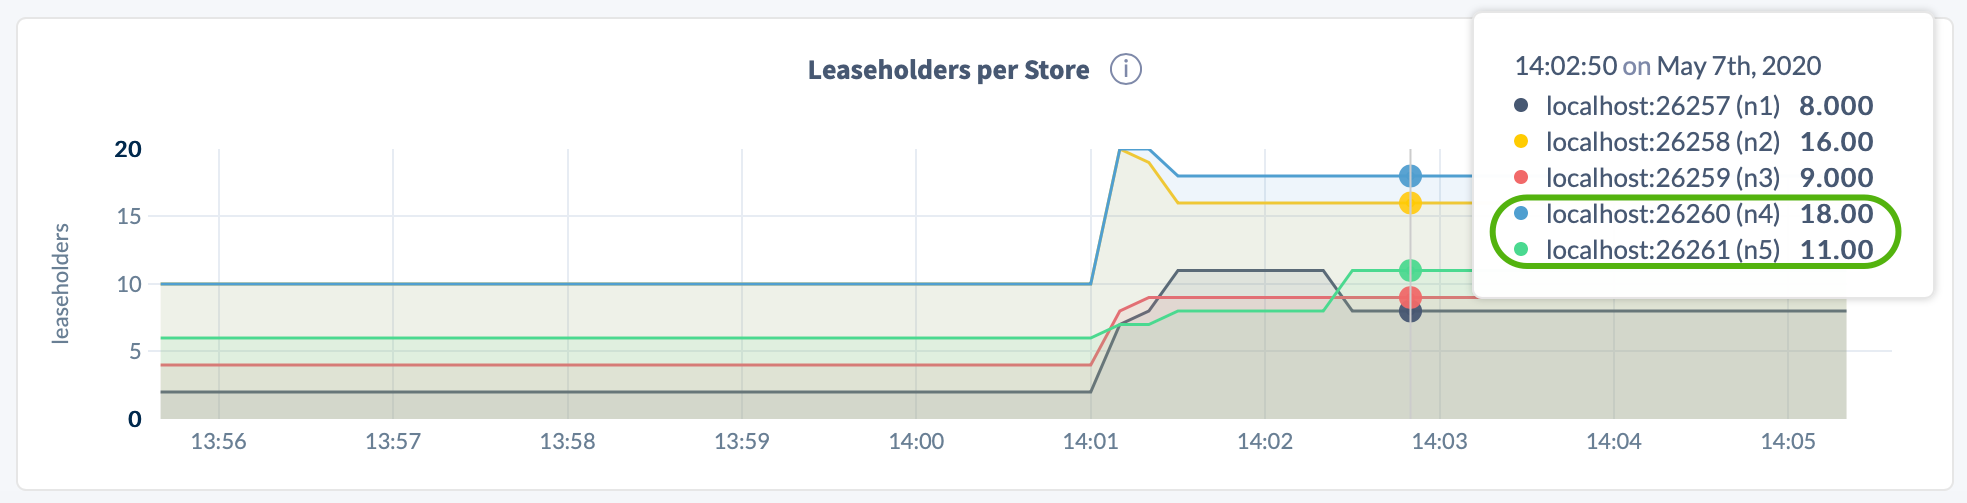 Leaseholders per Store i
14:02:50 on May 7th, 2020
localhost:26257 (n1) 8.000
localhost:26258 (n2) 16.00
localhost:26259 (n3) 9.000
localhost:26260 (n4) 18.00
localhost:26261 (n5) 11.00
leaseholders
20
15
10
5
0
13:56 13:57 13:58 13:59 14:00 14:01 14:02 14:03 14:04 14:05